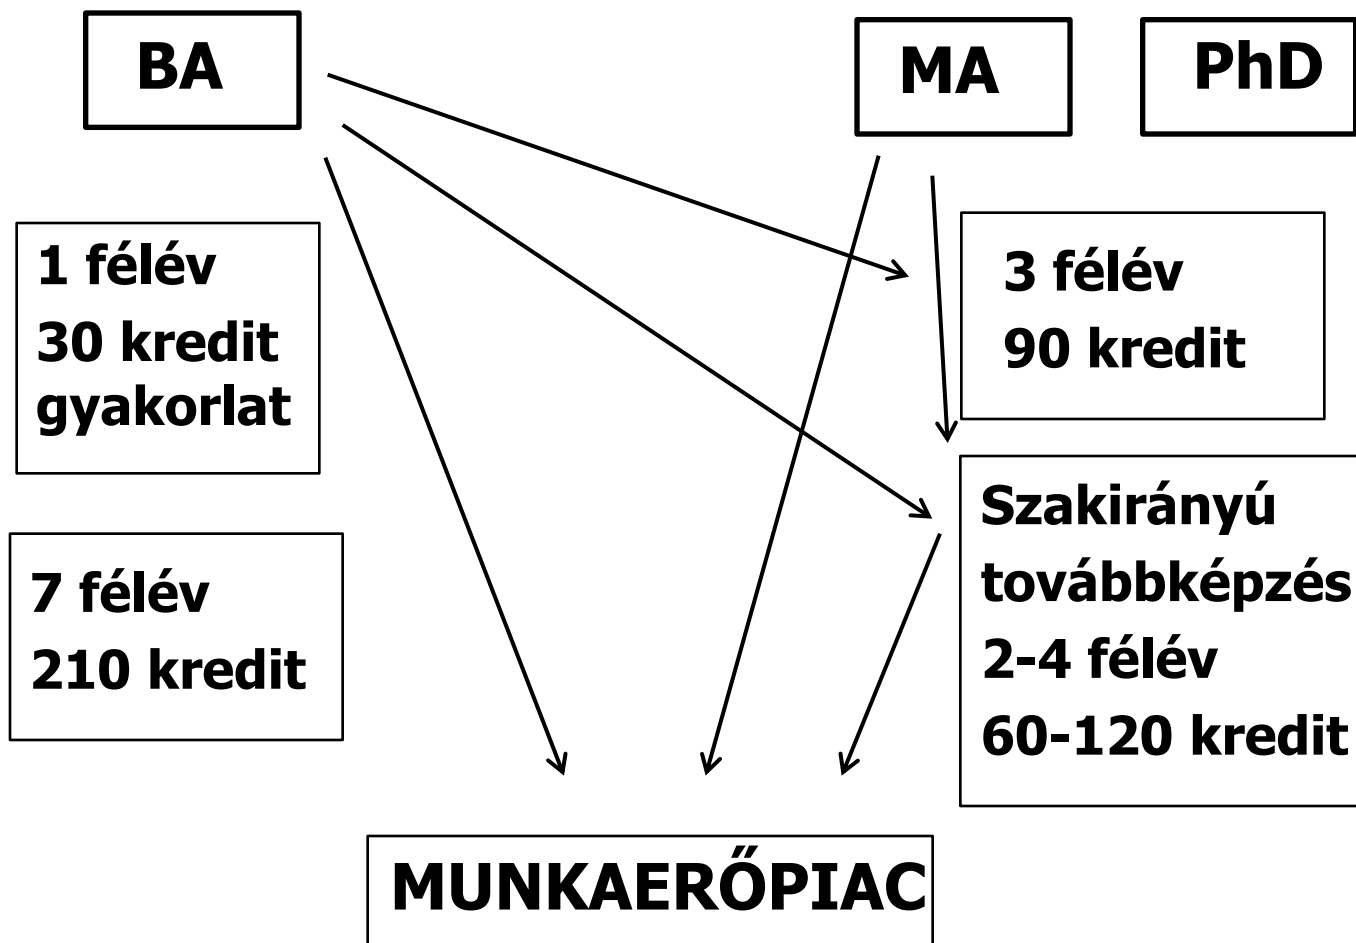 BA
MA
PhD
1 félév
30 kredit
gyakorlat
3 félév
90 kredit
7 félév
210 kredit
Szakirányú
továbbképzés
2-4 félév
60-120 kredit
MUNKAERŐPIAC